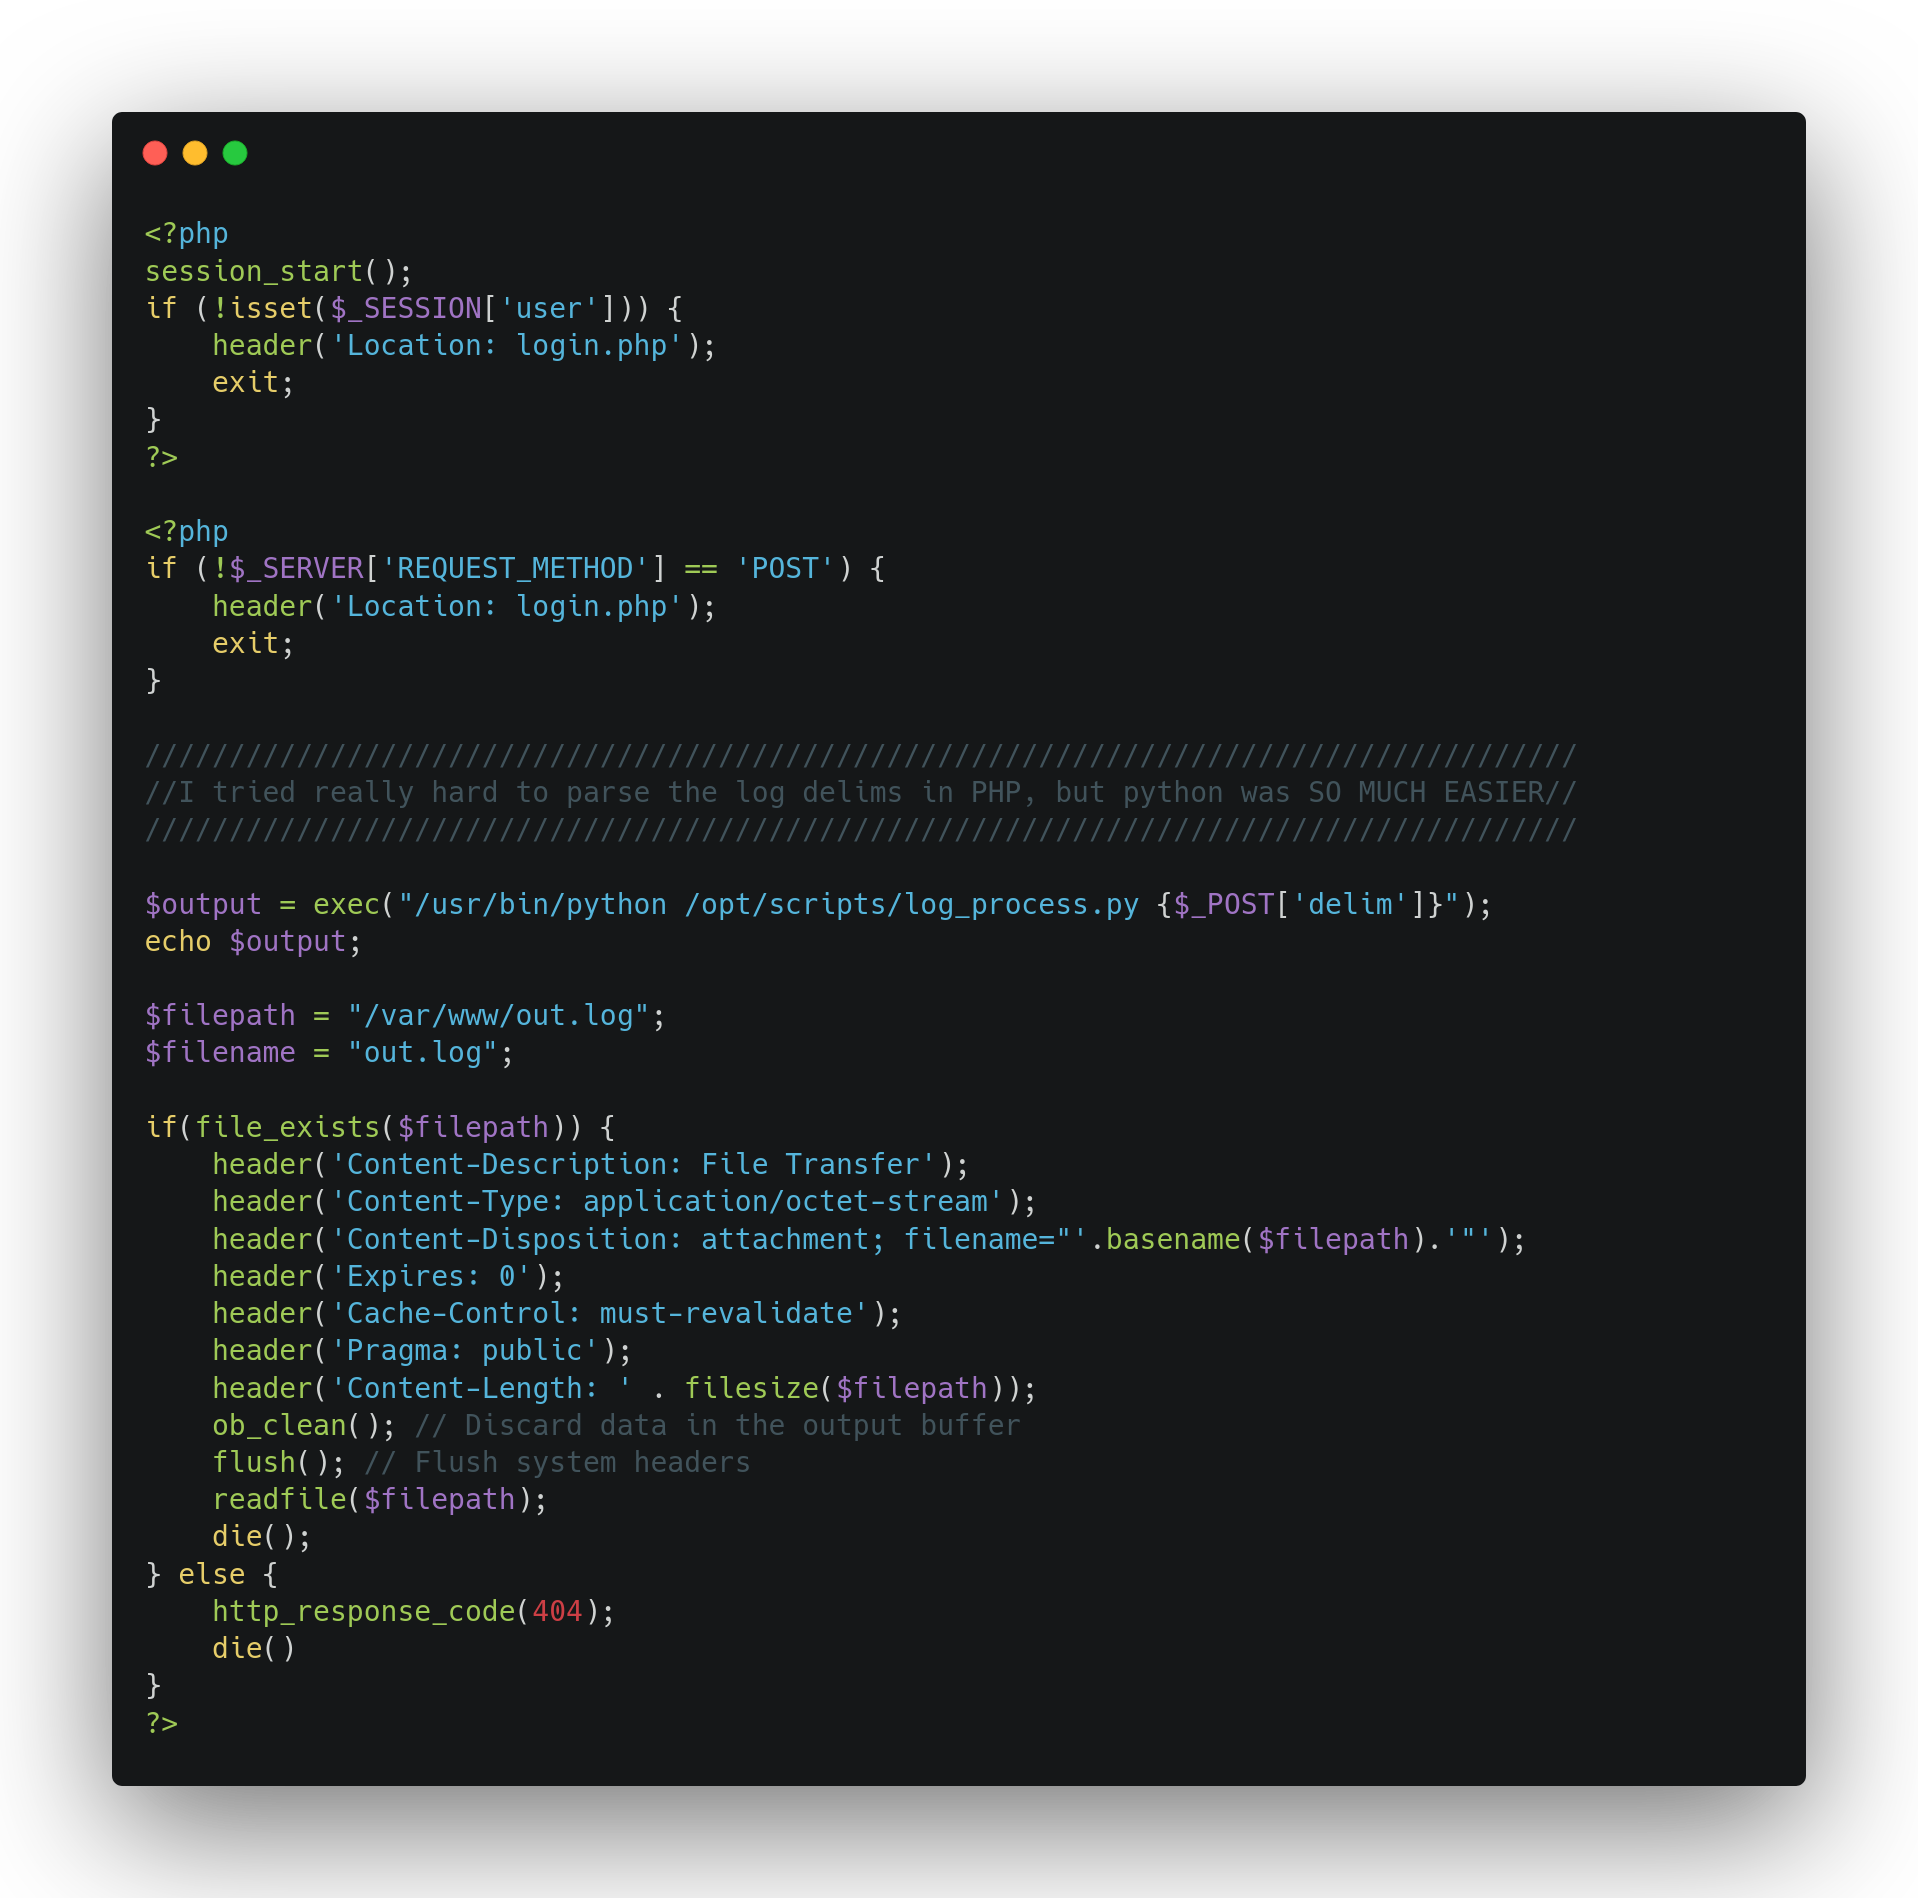 <?php
session_start();
if (!isset($_SESSION['user'])) {
    header('Location: login.php');
    exit;
}
?>

<?php
if (!$_SERVER['REQUEST_METHOD'] == 'POST') {
    header('Location: login.php');
    exit;
}

/////////////////////////////////////////////////////////////////////////////////////
//I tried really hard to parse the log delims in PHP, but python was SO MUCH EASIER//
/////////////////////////////////////////////////////////////////////////////////////

$output = exec("/usr/bin/python /opt/scripts/log_process.py {$_POST['delim']}");
echo $output;

$filepath = "/var/www/out.log";
$filename = "out.log";

if(file_exists($filepath)) {
    header('Content-Description: File Transfer');
    header('Content-Type: application/octet-stream');
    header('Content-Disposition: attachment; filename="'.basename($filepath).'"');
    header('Expires: 0');
    header('Cache-Control: must-revalidate');
    header('Pragma: public');
    header('Content-Length: ' . filesize($filepath));
    ob_clean(); // Discard data in the output buffer
    flush(); // Flush system headers
    readfile($filepath);
    die();
} else {
    http_response_code(404);
    die()
}
?>